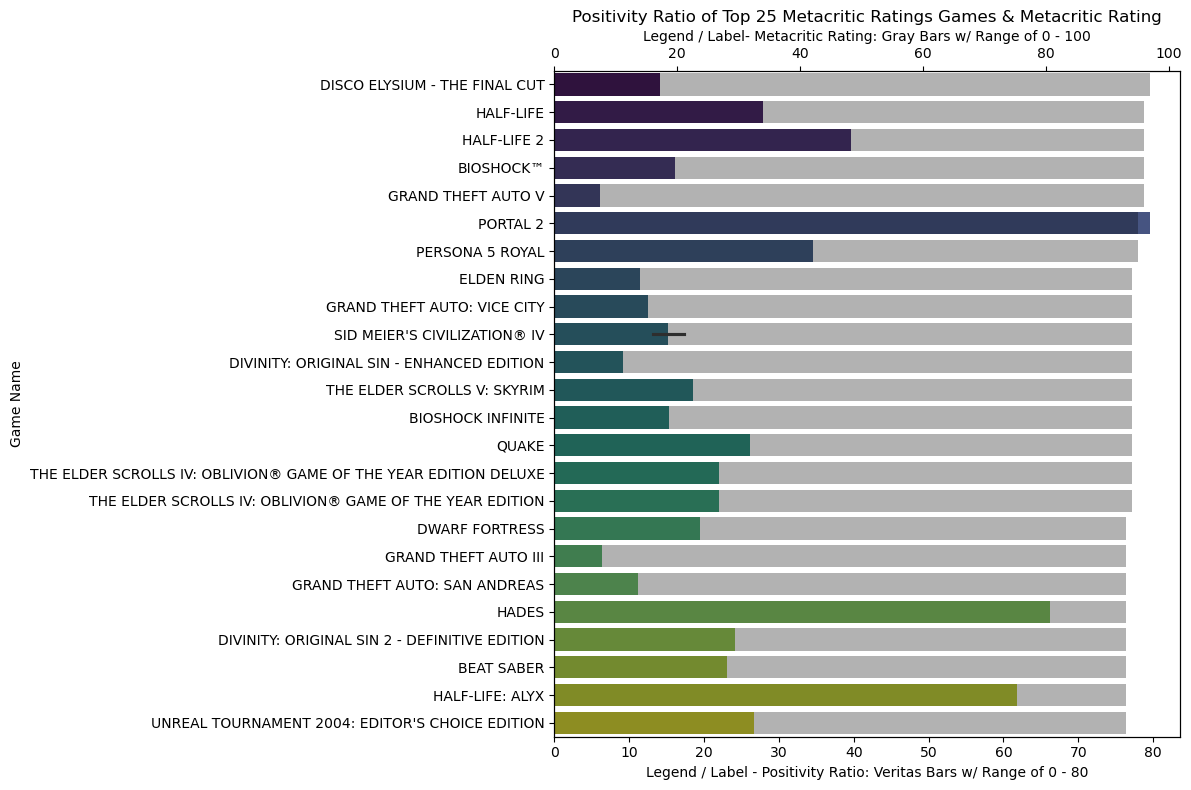 Positivity Ratio of Top 25 Metacritic Ratings Games & Metacritic Rating
Legend / Label- Metacritic Rating: Gray Bars w/ Range of 0 - 100
0 20 40 60 80 100
DISCO ELYSIUM - THE FINAL CUT
HALF-LIFE
HALF-LIFE 2
BIOSHOCK™
GRAND THEFT AUTO V
PORTAL 2
PERSONA 5 ROYAL
ELDEN RING
GRAND THEFT AUTO: VICE CITY
SID MEIER'S CIVILIZATION® IV
DIVINITY: ORIGINAL SIN - ENHANCED EDITION
THE ELDER SCROLLS V: SKYRIM
BIOSHOCK INFINITE
QUAKE
THE ELDER SCROLLS IV: OBLIVION® GAME OF THE YEAR EDITION DELUXE
THE ELDER SCROLLS IV: OBLIVION® GAME OF THE YEAR EDITION
DWARF FORTRESS
GRAND THEFT AUTO III
GRAND THEFT AUTO: SAN ANDREAS
HADES
DIVINITY: ORIGINAL SIN 2 - DEFINITIVE EDITION
BEAT SABER
HALF-LIFE: ALYX
UNREAL TOURNAMENT 2004: EDITOR'S CHOICE EDITION
Game Name
0 10 20 30 40 50 60 70 80
Legend / Label - Positivity Ratio: Veritas Bars w/ Range of 0 - 80